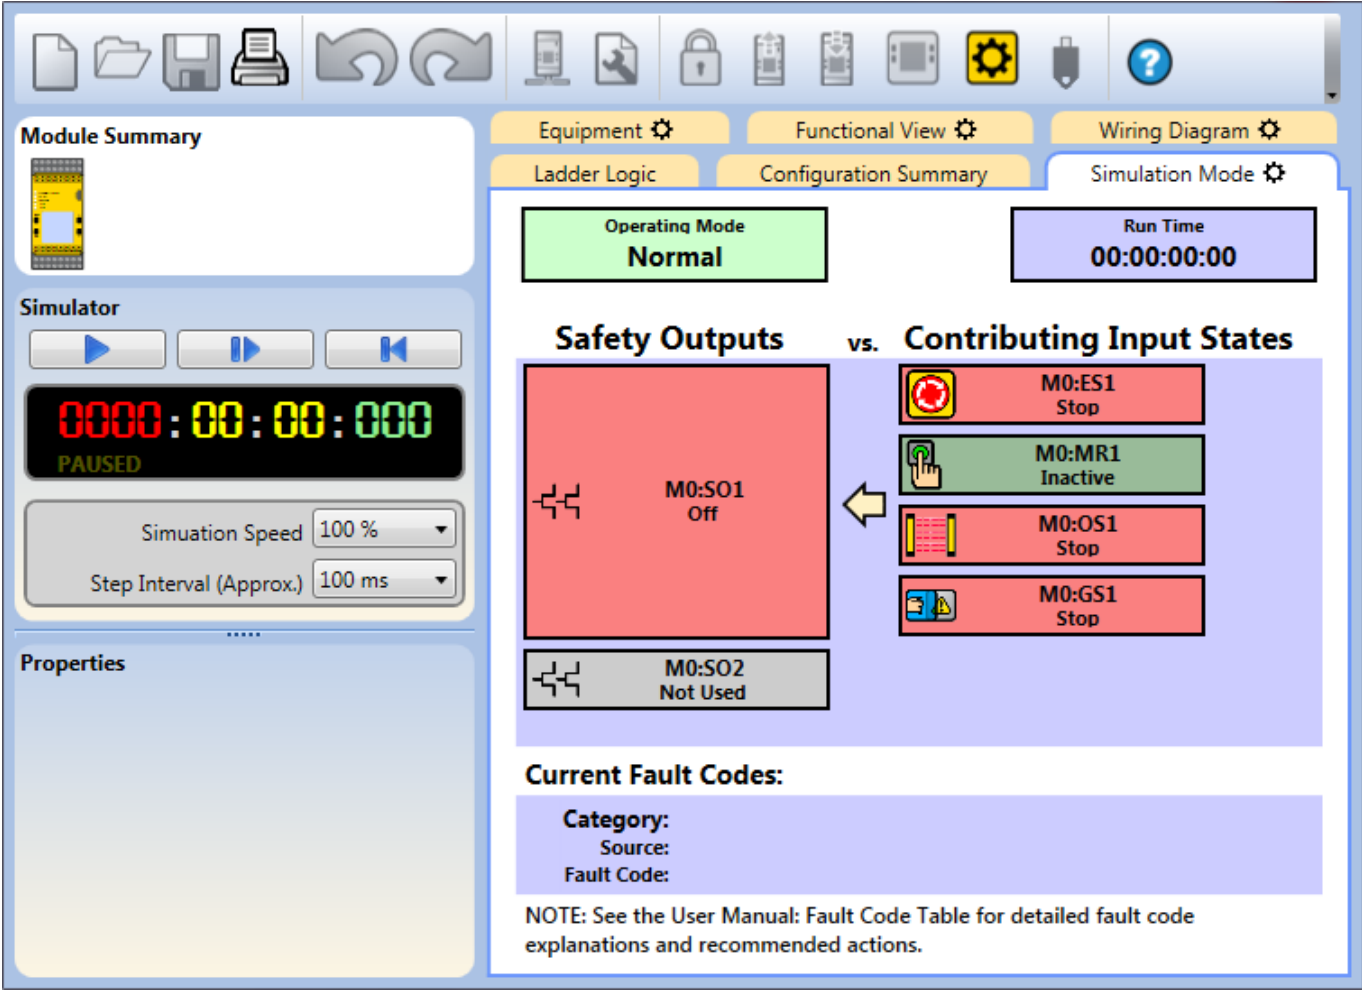 Module Summary
Simulator
0000:00:00:000
PAUSED
Simuation Speed 100 %
Step Interval (Approx.) 100 ms
Properties
Equipment
Functional View
Wiring Diagram
Ladder Logic
Configuration Summary
Simulation Mode
Operating Mode
Normal
Run Time
00:00:00:00
Safety Outputs vs. Contributing Input States
M0:SO1
Off
M0:SO2
Not Used
M0:ES1
Stop
M0:MR1
Inactive
M0:OS1
Stop
M0:GS1
Stop
Current Fault Codes:
Category:
Source:
Fault Code:
NOTE: See the User Manual: Fault Code Table for detailed fault code
explanations and recommended actions.